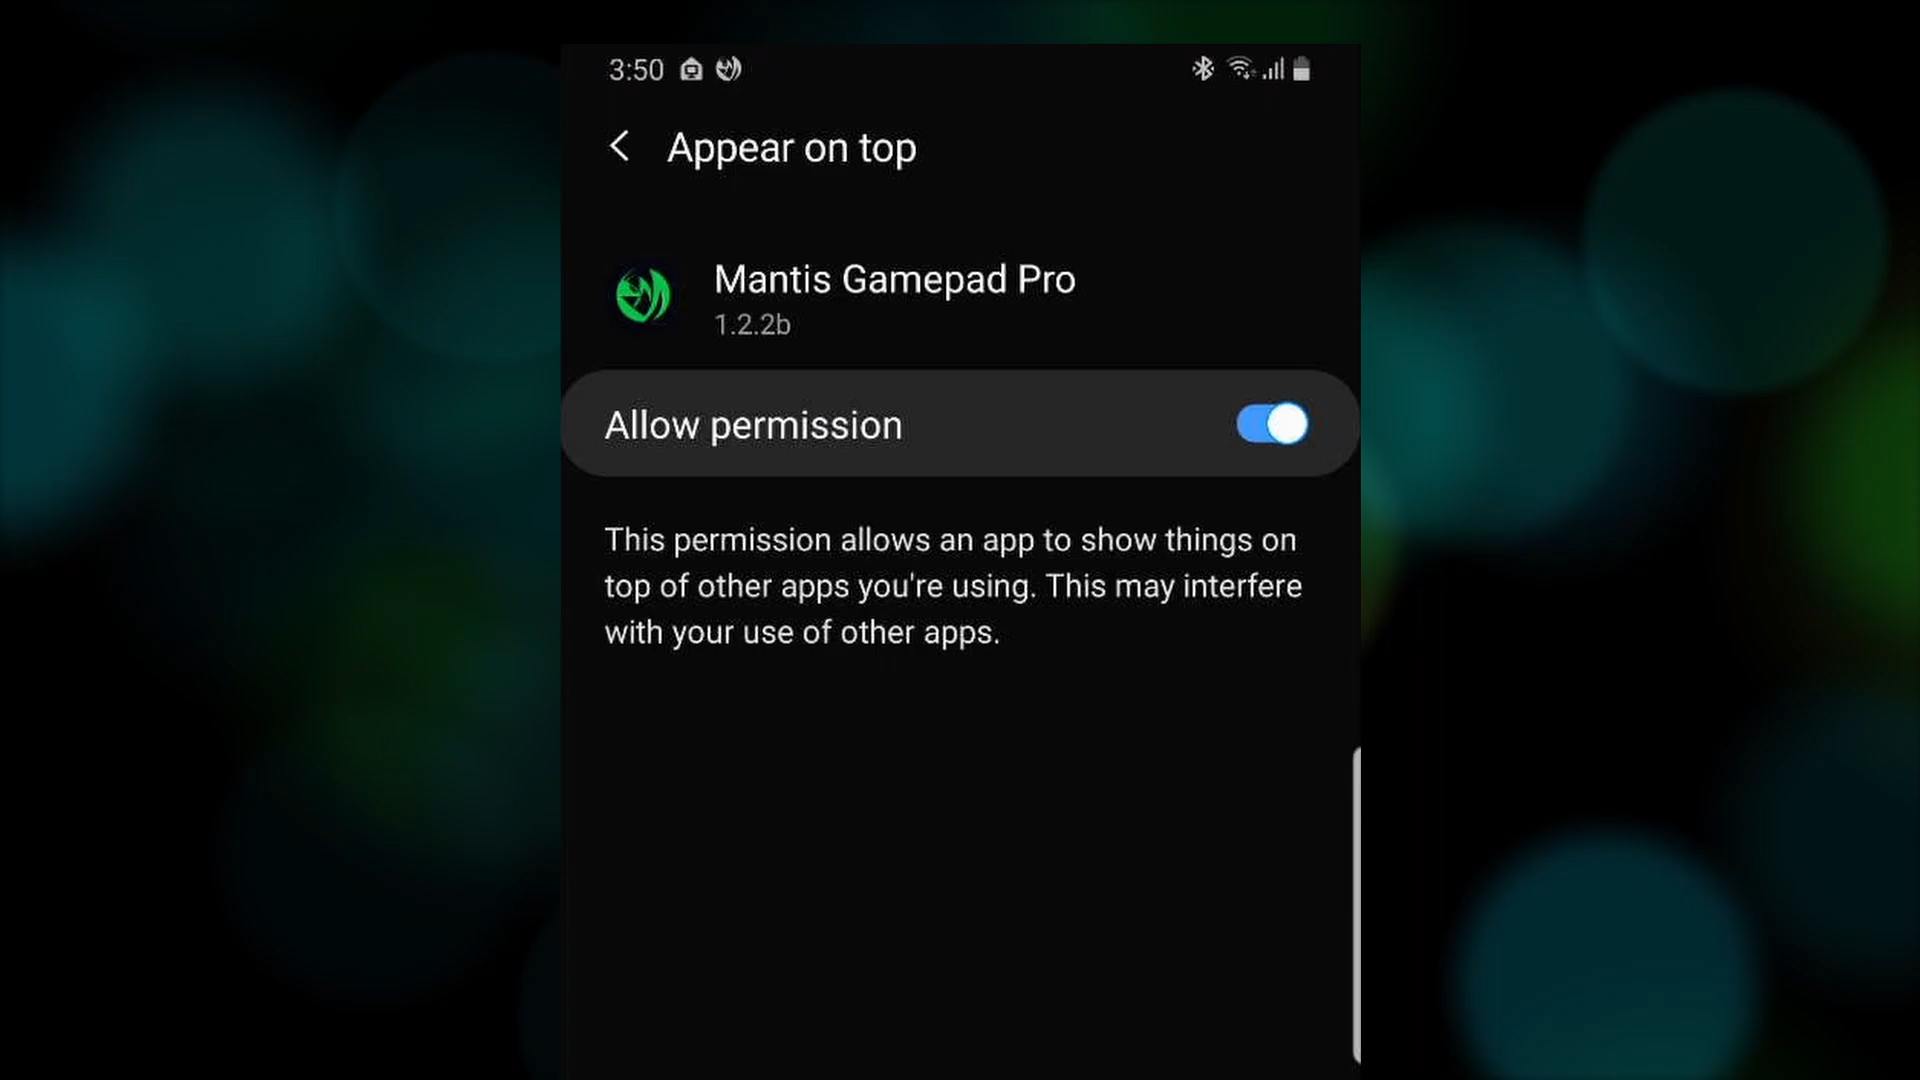 3:50
Appear on top
Mantis Gamepad Pro
1.2.2b
Allow permission
This permission allows an app to show things on
top of other apps you're using. This may interfere
with your use of other apps.